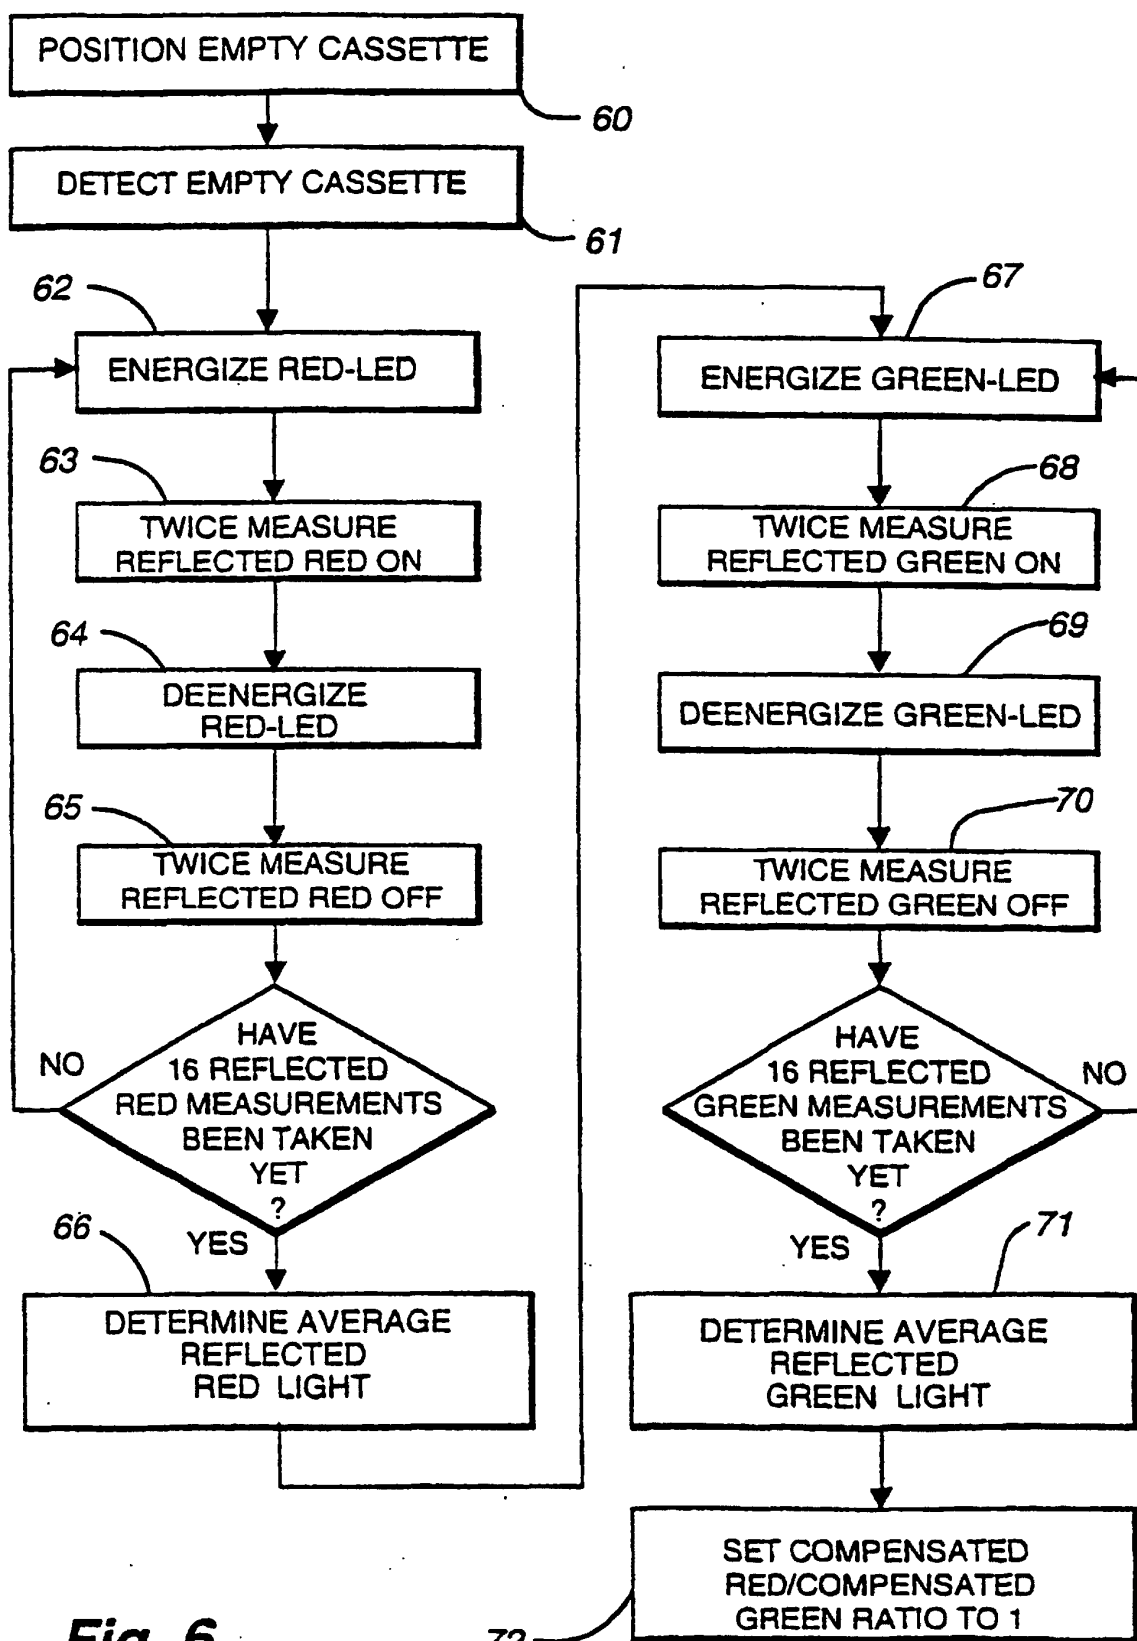 POSITION EMPTY CASSETTE
60
DETECT EMPTY CASSETTE
61
62
ENERGIZE RED-LED
63
TWICE MEASURE
REFLECTED RED ON
64
DEENERGIZE
RED-LED
65
TWICE MEASURE
REFLECTED RED OFF
NO
HAVE
16 REFLECTED
RED MEASUREMENTS
BEEN TAKEN
YET
?
YES
66
DETERMINE AVERAGE
REFLECTED
RED LIGHT
67
ENERGIZE GREEN-LED
68
TWICE MEASURE
REFLECTED GREEN ON
69
DEENERGIZE GREEN-LED
70
TWICE MEASURE
REFLECTED GREEN OFF
HAVE
16 REFLECTED
GREEN MEASUREMENTS
BEEN TAKEN
YET
?
NO
YES
71
DETERMINE AVERAGE
REFLECTED
GREEN LIGHT
SET COMPENSATED
RED/COMPENSATED
GREEN RATIO TO 1
72
Fig. 6